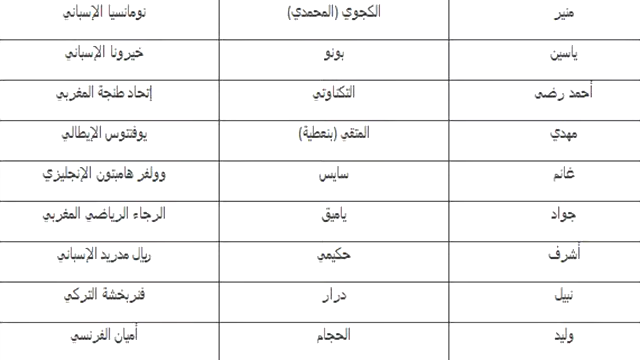 منير الكجوي (المحمدي) نومانسيا الإسباني
ياسين بونو خيرونا الإسباني
أحمد رضى التكناوتي إتحاد طنجة المغربي
مهدي المتقي (بنعطية) يوفنتوس الإيطالي
غانم سايس وولفر هامبتون الإنجليزي
جواد ياميق الرجاء الرياضي المغربي
أشرف حكيمي ريال مدريد الإسباني
نبيل درار فنربخشة التركي
وليد الحجام أميان الفرنسي